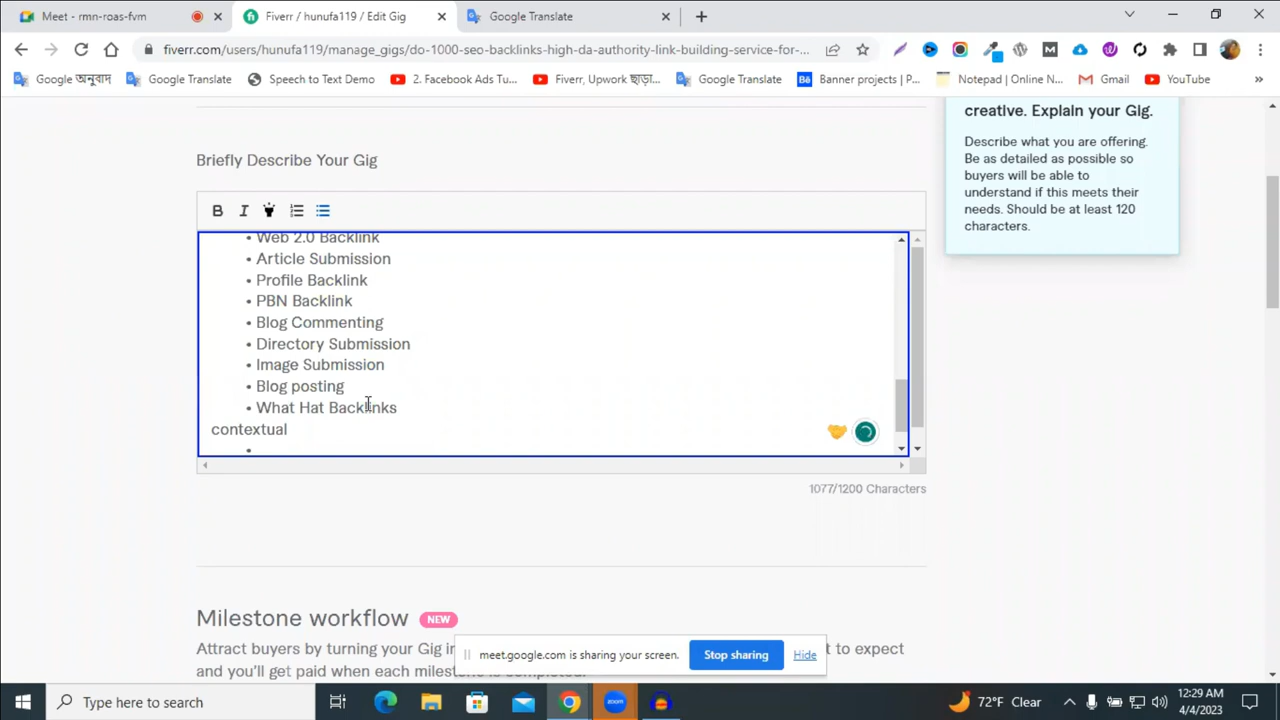 Meet - rmn-roas-fvm
Fiverr / hunufa119 / Edit Gig
Google Translate
fiverr.com/users/hunufa119/manage_gigs/do-1000-seo-backlinks-high-da-authority-link-building-service-for-...
Google অনুবাদ
Google Translate
Speech to Text Demo
2. Facebook Ads Tu...
Fiverr, Upwork ছাড়া...
Google Translate
Banner projects | P...
Notepad | Online N...
Gmail
YouTube
creative. Explain your Gig.
Describe what you are offering.
Be as detailed as possible so
buyers will be able to
understand if this meets their
needs. Should be at least 120
characters.
Briefly Describe Your Gig
B I
• Web 2.0 Backlink
• Article Submission
• Profile Backlink
• PBN Backlink
• Blog Commenting
• Directory Submission
• Image Submission
• Blog posting
• What Hat Backlinks
contextual
•
1077/1200 Characters
Milestone workflow NEW
Attract buyers by turning your Gig in
t to expect
and you'll get paid when each milestone is completed.
meet.google.com is sharing your screen.
Stop sharing
Hide
Type here to search
zoom
72°F Clear
12:29 AM
4/4/2023